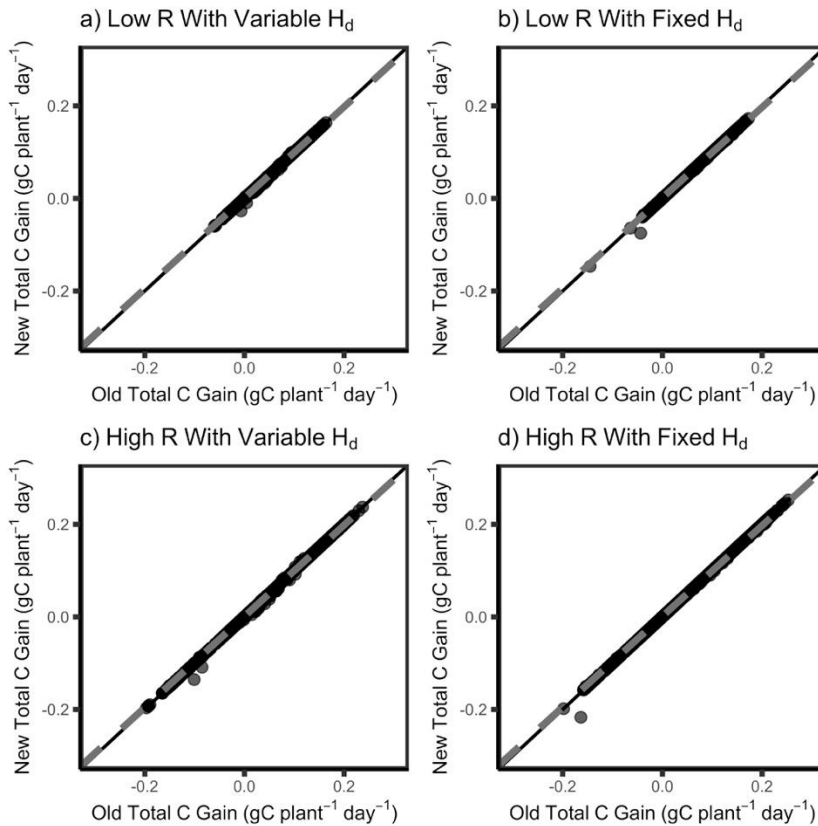 a) Low R With Variable H_d
b) Low R With Fixed H_d
New Total C Gain (gC plant⁻¹ day⁻¹)
0.2
0.0
-0.2
-0.2 0.0 0.2
Old Total C Gain (gC plant⁻¹ day⁻¹)
New Total C Gain (gC plant⁻¹ day⁻¹)
0.2
0.0
-0.2
-0.2 0.0 0.2
Old Total C Gain (gC plant⁻¹ day⁻¹)
c) High R With Variable H_d
d) High R With Fixed H_d
New Total C Gain (gC plant⁻¹ day⁻¹)
0.2
0.0
-0.2
-0.2 0.0 0.2
Old Total C Gain (gC plant⁻¹ day⁻¹)
New Total C Gain (gC plant⁻¹ day⁻¹)
0.2
0.0
-0.2
-0.2 0.0 0.2
Old Total C Gain (gC plant⁻¹ day⁻¹)